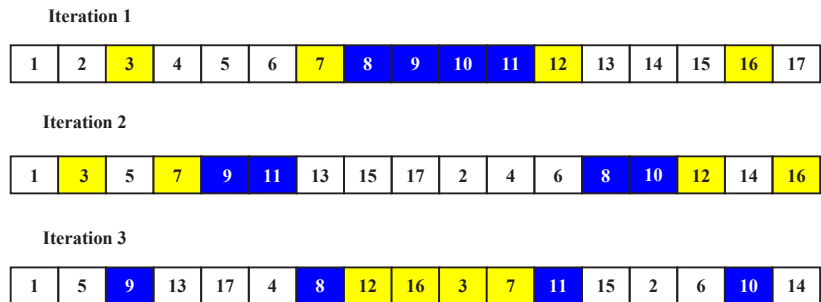 Iteration 1
1 2 3 4 5 6 7 8 9 10 11 12 13 14 15 16 17
Iteration 2
1 3 5 7 9 11 13 15 17 2 4 6 8 10 12 14 16
Iteration 3
1 5 9 13 17 4 8 12 16 3 7 11 15 2 6 10 14